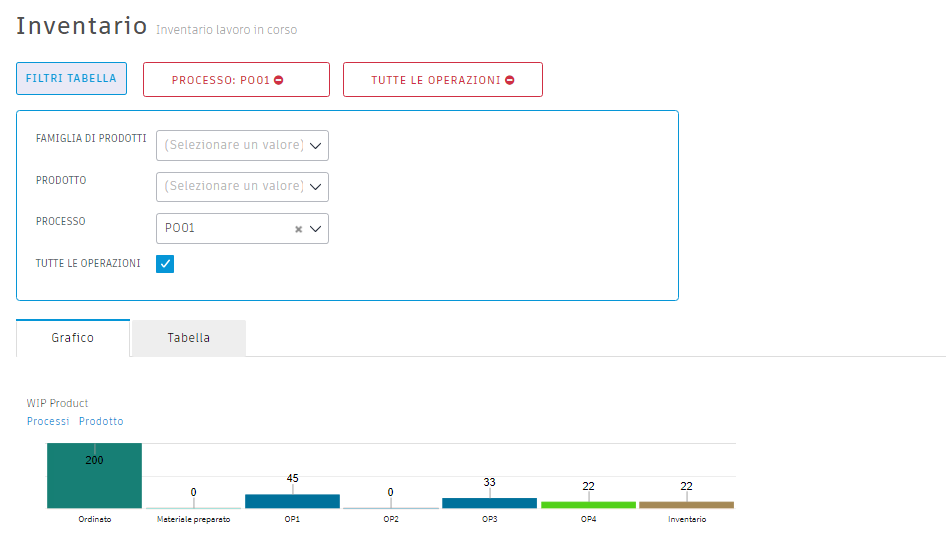 Inventario Inventario lavoro in corso
FILTRI TABELLA PROCESSO: PO01 TUTTE LE OPERAZIONI
FAMIGLIA DI PRODOTTI (Selezionare un valore)
PRODOTTO (Selezionare un valore)
PROCESSO PO01
TUTTE LE OPERAZIONI
Grafico Tabella
WIP Product
Processi Prodotto
200 0 45 0 33 22 22
Ordinato Materiale preparato OP1 OP2 OP3 OP4 Inventario